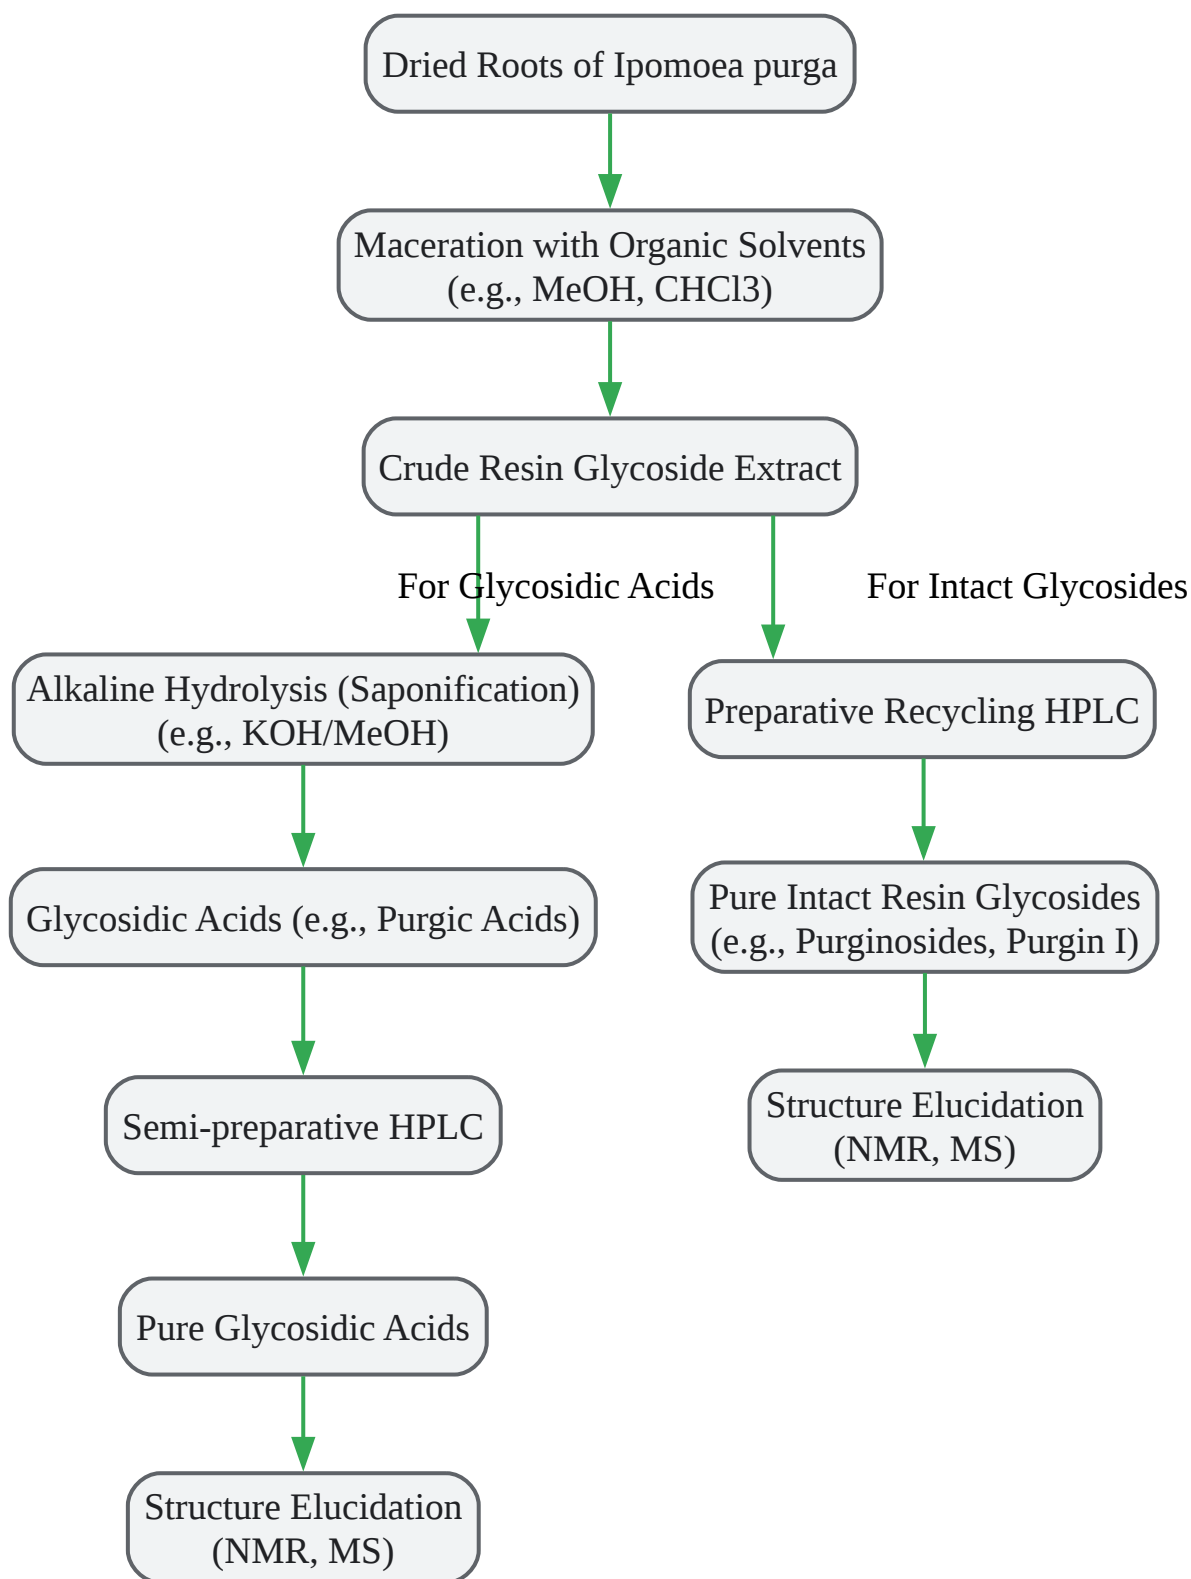 Dried Roots of Ipomoea purga
Maceration with Organic Solvents
(e.g., MeOH, CHCl3)
Crude Resin Glycoside Extract
For Glycosidic Acids
For Intact Glycosides
Alkaline Hydrolysis (Saponification)
(e.g., KOH/MeOH)
Preparative Recycling HPLC
Glycosidic Acids (e.g., Purgic Acids)
Pure Intact Resin Glycosides
(e.g., Purginosides, Purgin I)
Semi-preparative HPLC
Structure Elucidation
(NMR, MS)
Pure Glycosidic Acids
Structure Elucidation
(NMR, MS)